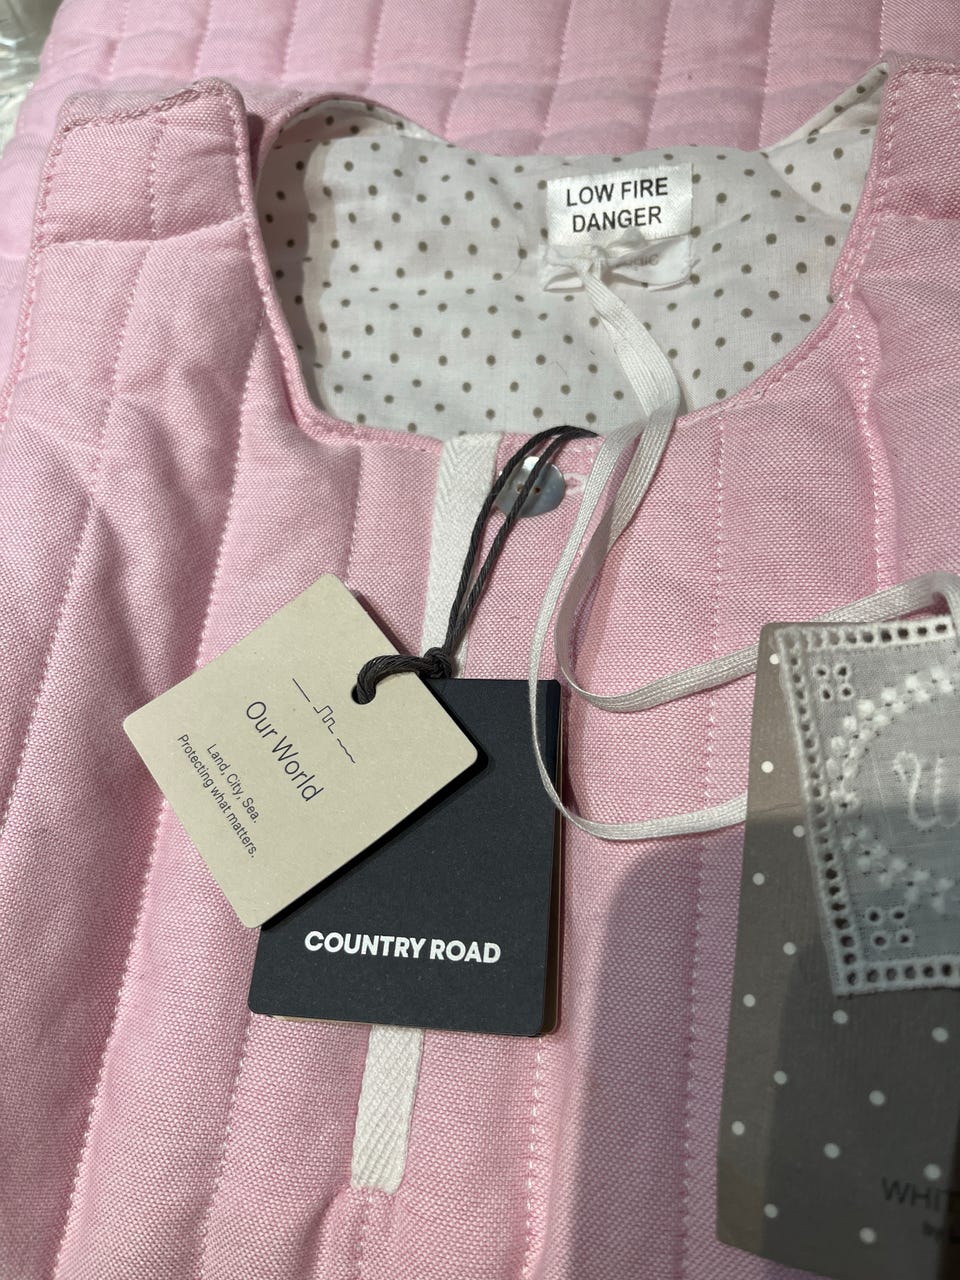 LOW FIRE
DANGER
Our World
Land, City, Sea.
Protecting what matters.
COUNTRY ROAD